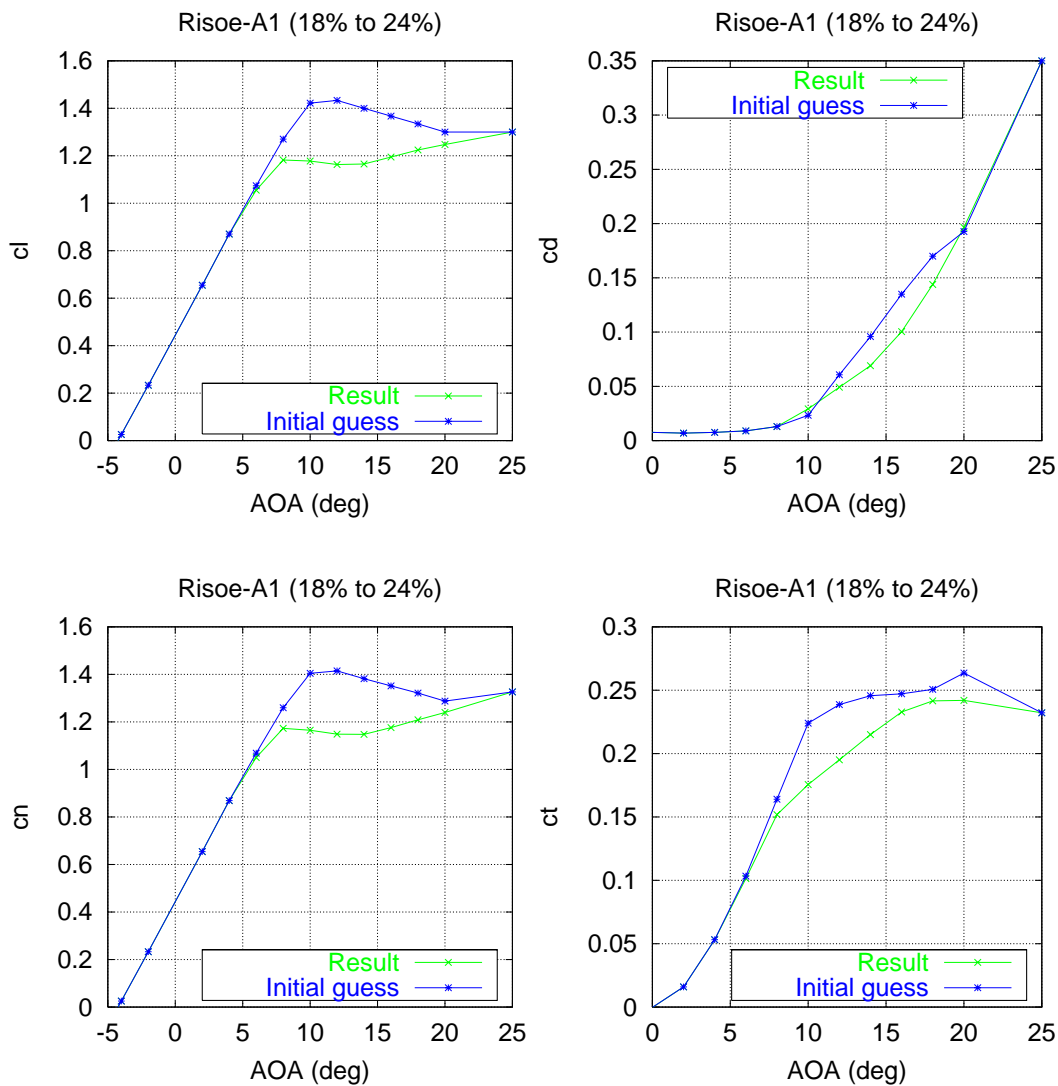 Risoe-A1 (18% to 24%)
1.6
1.4
1.2
1
0.8
0.6
0.4
0.2
0
cl
Result
Initial guess
-5 0 5 10 15 20 25
AOA (deg)
Risoe-A1 (18% to 24%)
0.35
0.3
0.25
0.2
0.15
0.1
0.05
0
cd
Result
Initial guess
0 5 10 15 20 25
AOA (deg)
Risoe-A1 (18% to 24%)
1.6
1.4
1.2
1
0.8
0.6
0.4
0.2
0
cn
Result
Initial guess
-5 0 5 10 15 20 25
AOA (deg)
Risoe-A1 (18% to 24%)
0.3
0.25
0.2
0.15
0.1
0.05
0
ct
Result
Initial guess
0 5 10 15 20 25
AOA (deg)